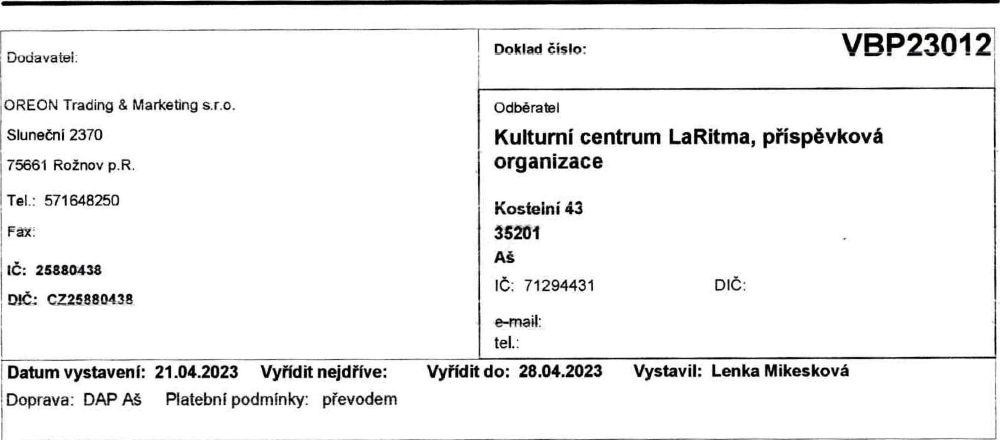 Dodavatel:
OREON Trading & Marketing s.r.o.
Sluneční 2370
75661 Rožnov p.R.
Tel.: 571648250
Fax:
IČ: 25880438
DIČ: CZ25880438
Doklad číslo: VBP23012
Odběratel
Kulturní centrum LaRitma, příspěvková
organizace
Kostelní 43
35201
Aš
IČ: 71294431 DIČ:
e-mail:
tel.:
Datum vystavení: 21.04.2023 Vyřídit nejdříve: Vyřídit do: 28.04.2023 Vystavil: Lenka Mikesková
Doprava: DAP Aš Platební podmínky: převodem